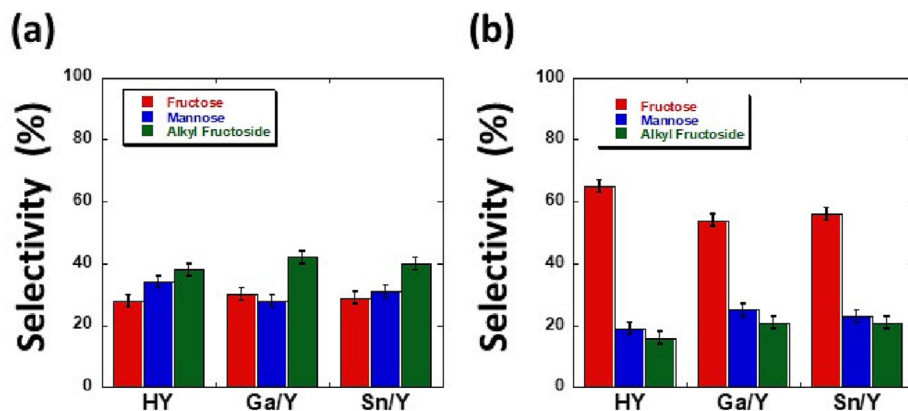 (a)
Selectivity (%)
100
80
60
40
20
0
Fructose
Mannose
Alkyl Fructoside
HY Ga/Y Sn/Y
(b)
Selectivity (%)
100
80
60
40
20
0
Fructose
Mannose
Alkyl Fructoside
HY Ga/Y Sn/Y